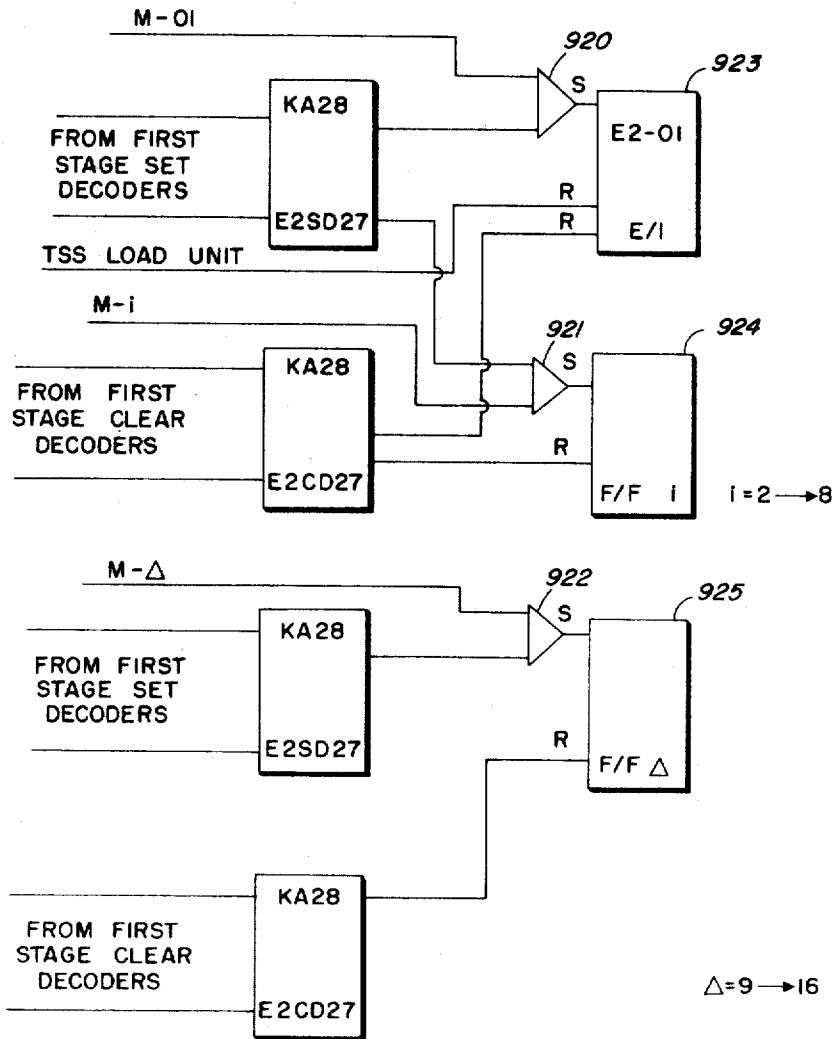 M-01
920
923
S
KA28
E2-01
FROM FIRST
STAGE SET
DECODERS
R
R
E2SD27
E/1
TSS LOAD UNIT
M-i
921
924
S
KA28
FROM FIRST
STAGE CLEAR
DECODERS
R
E2CD27
F/F i
i=2→8
M-△
922
925
S
KA28
FROM FIRST
STAGE SET
DECODERS
R
E2SD27
F/F △
KA28
FROM FIRST
STAGE CLEAR
DECODERS
△=9→16
E2CD27